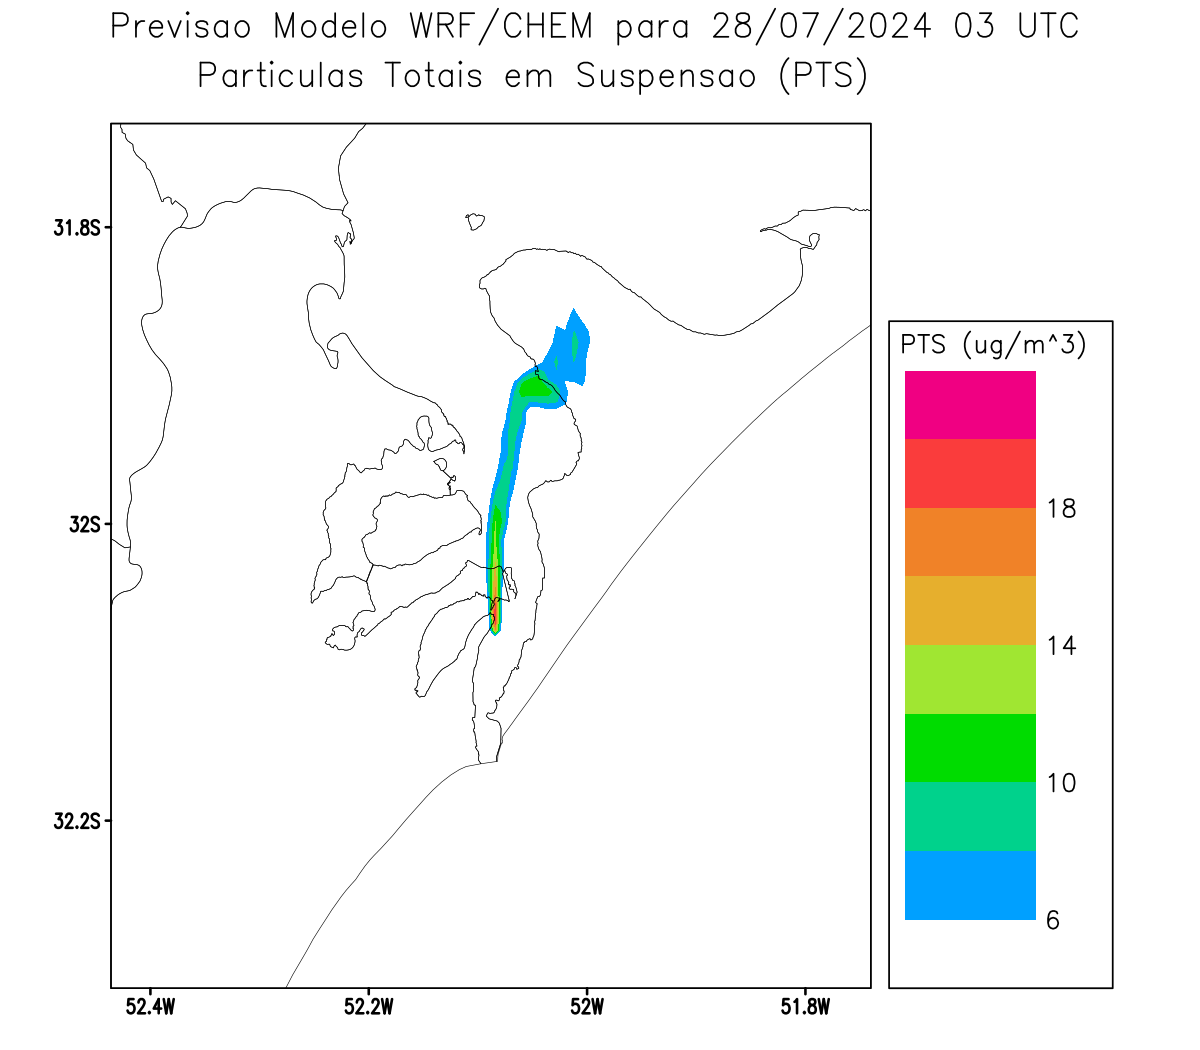 Previsao Modelo WRF/CHEM para 28/07/2024 03 UTC
Particulas Totais em Suspensao (PTS)
31.8S
32S
32.2S
52.4W
52.2W
52W
51.8W
PTS (ug/m^3)
18
14
10
6